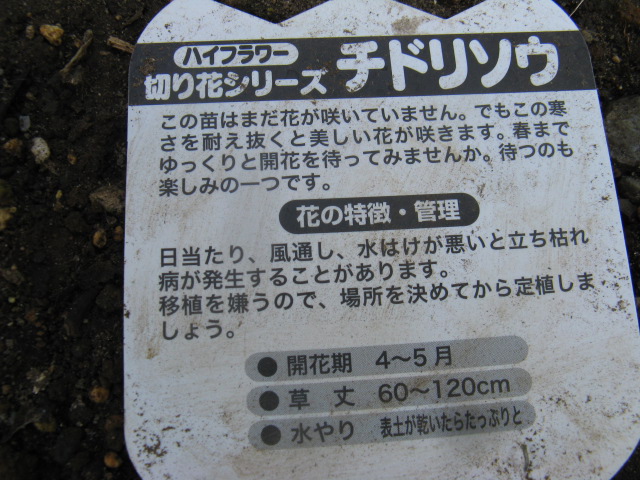 ハイフラワー
切り花シリーズ チドリソウ
この苗はまだ花が咲いていません。でもこの寒
さを耐え抜くと美しい花が咲きます。春まで
ゆっくりと開花を待ってみませんか。待つのも
楽しみの一つです。
花の特徴・管理
日当たり、風通し、水はけが悪いと立ち枯れ
病が発生することがあります。
移植を嫌うので、場所を決めてから定植しま
しょう。
● 開花期 4〜5月
● 草 丈 60〜120cm
● 水やり 表土が乾いたらたっぷりと